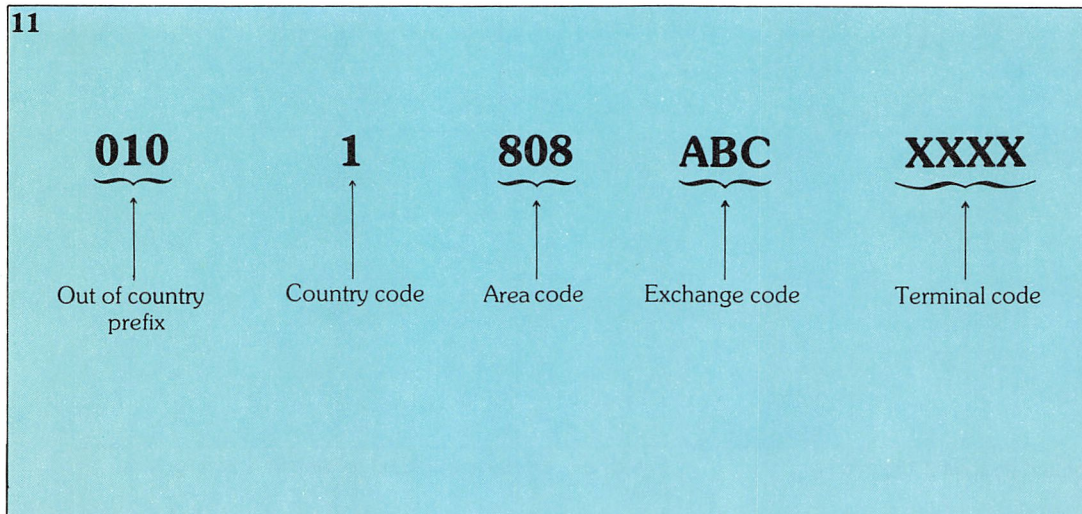 11
010 1 808 ABC XXXX
Out of country Country code Area code Exchange code Terminal code
prefix